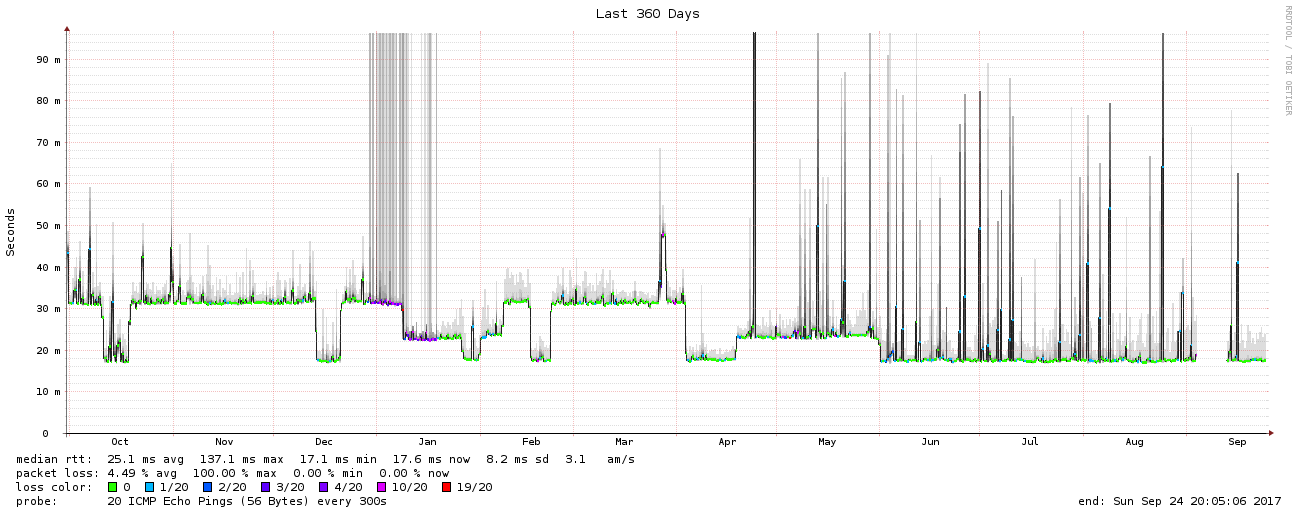 Last 360 Days
RRDTOOL / TOBI OETIKER
Seconds
90 m
80 m
70 m
60 m
50 m
40 m
30 m
20 m
10 m
0
Oct Nov Dec Jan Feb Mar Apr May Jun Jul Aug Sep
median rtt: 25.1 ms avg 137.1 ms max 17.1 ms min 17.6 ms now 8.2 ms sd 3.1 am/s
packet loss: 4.49 % avg 100.00 % max 0.00 % min 0.00 % now
loss color: 0 1/20 2/20 3/20 4/20 10/20 19/20
probe: 20 ICMP Echo Pings (56 Bytes) every 300s end: Sun Sep 24 20:05:06 2017